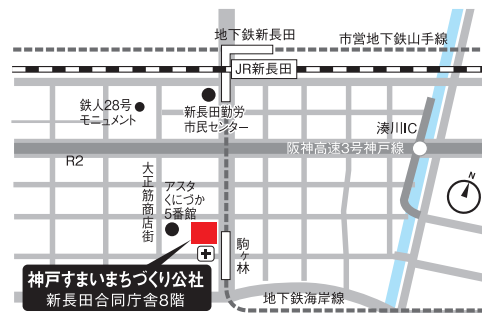 地下鉄新長田
市営地下鉄山手線
JR新長田
鉄人28号
モニュメント
新長田勤労
市民センター
湊川IC
阪神高速3号神戸線
R2
大正筋商店街
アスタ
くにづか
5番館
N
駒ヶ林
神戸すまいまちづくり公社
新長田合同庁舎8階
地下鉄海岸線